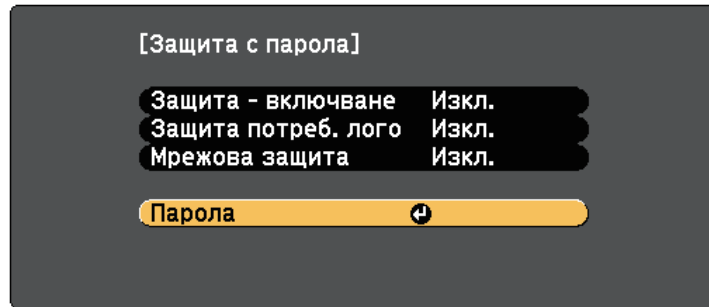 [Защита с парола]
Защита - включване Изкл.
Защита потреб. лого Изкл.
Мрежова защита Изкл.
Парола